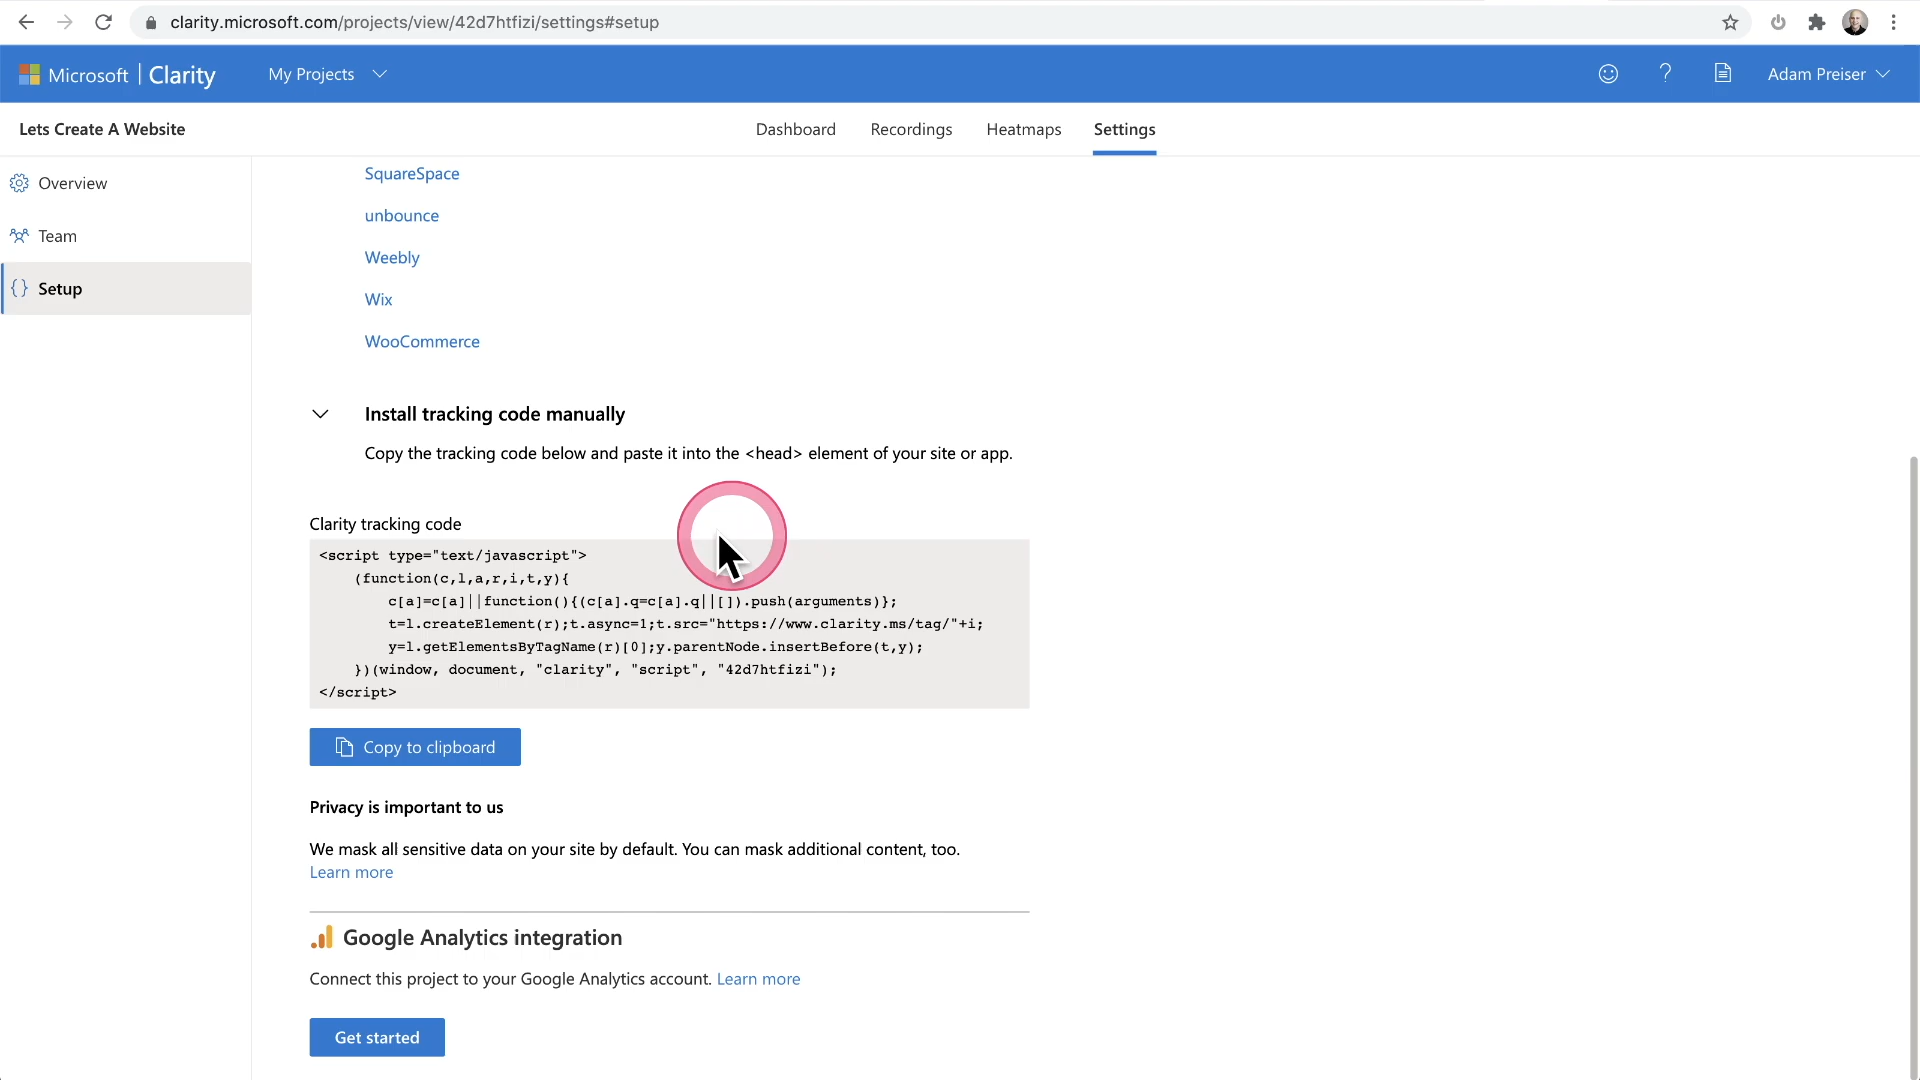 clarity.microsoft.com/projects/view/42d7htfizi/settings#setup
Microsoft | Clarity
My Projects
Adam Preiser
Lets Create A Website
Dashboard
Recordings
Heatmaps
Settings
Overview
Team
{} Setup
SquareSpace
unbounce
Weebly
Wix
WooCommerce
Install tracking code manually
Copy the tracking code below and paste it into the <head> element of your site or app.
Clarity tracking code
<script type="text/javascript">
(function(c,l,a,r,i,t,y){
c[a]=c[a]||function(){(c[a].q=c[a].q||[]).push(arguments)};
t=l.createElement(r);t.async=1;t.src="https://www.clarity.ms/tag/"+i;
y=l.getElementsByTagName(r)[0];y.parentNode.insertBefore(t,y);
})(window, document, "clarity", "script", "42d7htfizi");
</script>
Copy to clipboard
Privacy is important to us
We mask all sensitive data on your site by default. You can mask additional content, too.
Learn more
Google Analytics integration
Connect this project to your Google Analytics account. Learn more
Get started